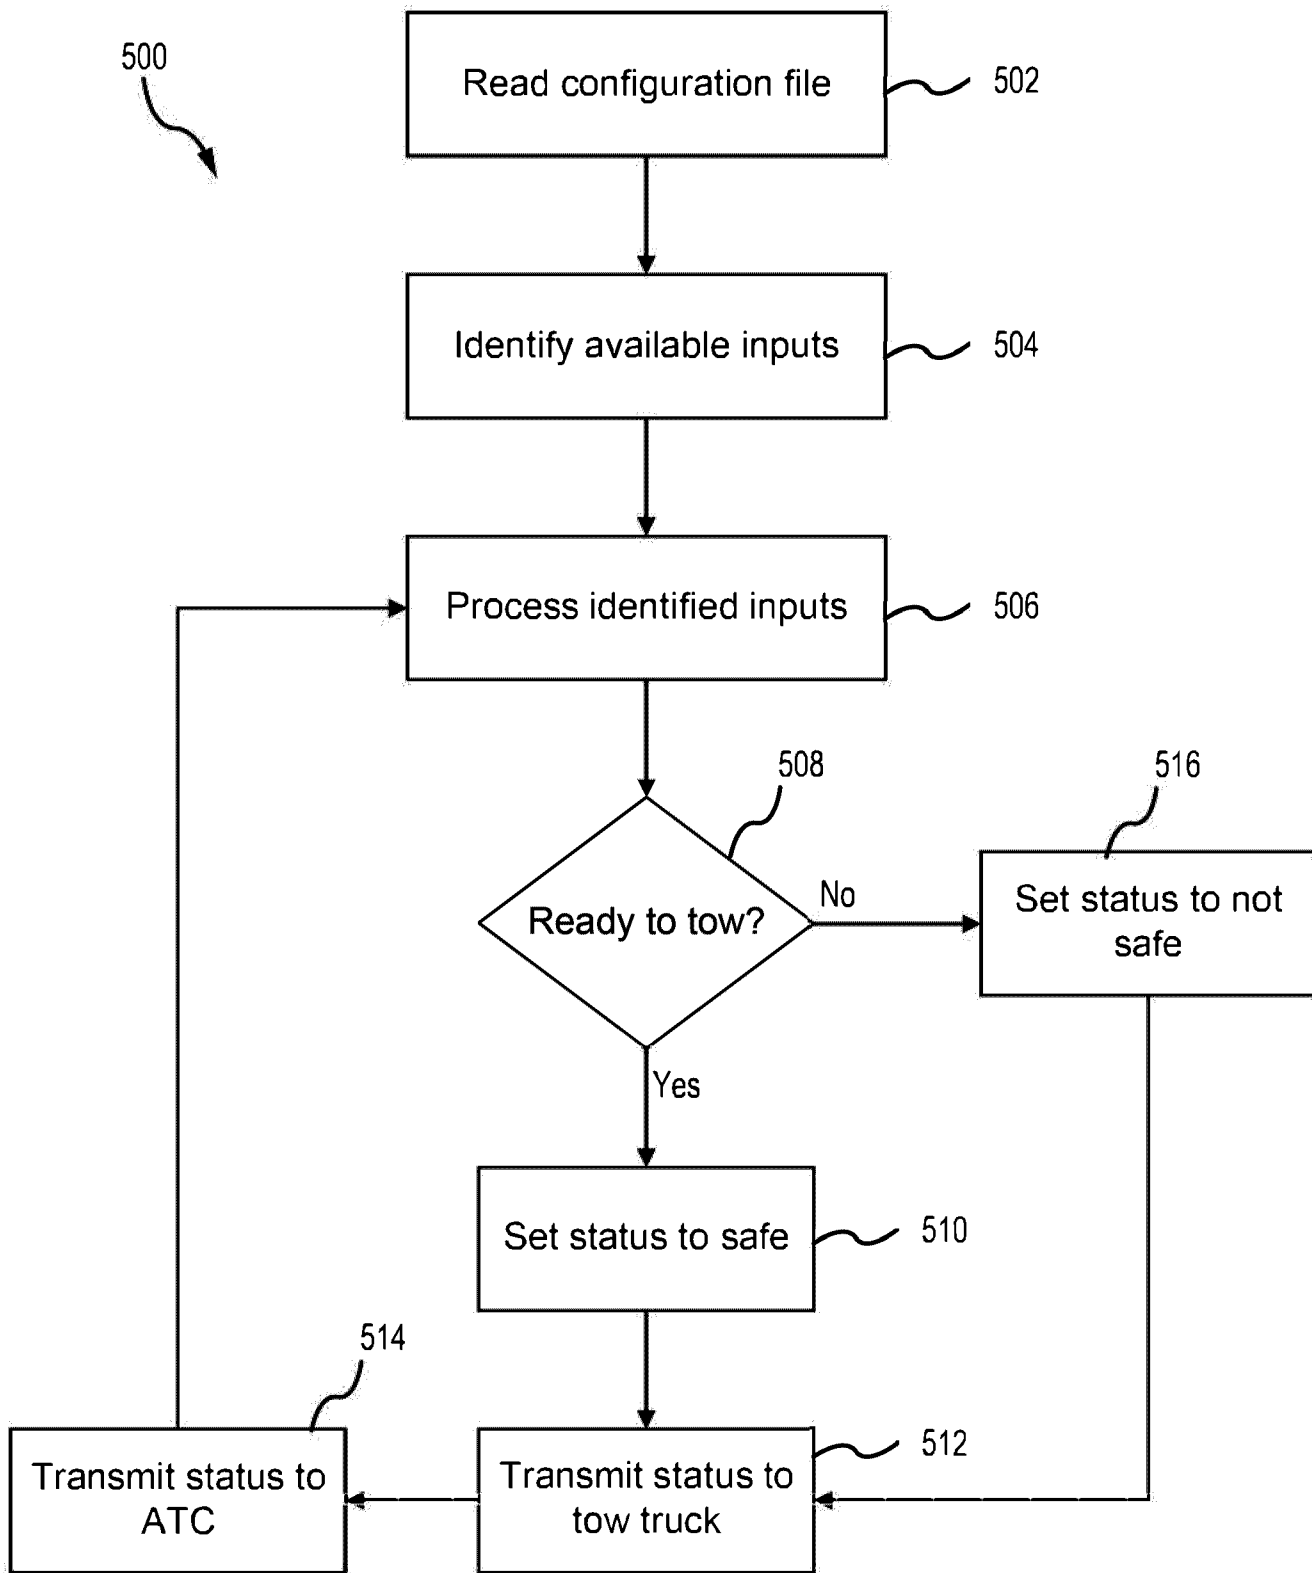 500
Read configuration file
502
Identify available inputs
504
Process identified inputs
506
508
516
Ready to tow?
No
Set status to not
safe
Yes
Set status to safe
510
514
512
Transmit status to
ATC
Transmit status to
tow truck